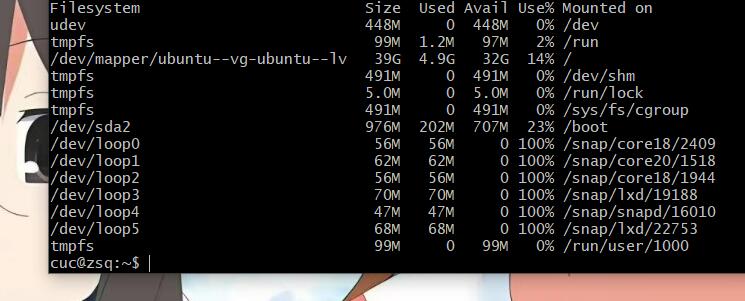 Filesystem Size Used Avail Use% Mounted on
udev 448M 0 448M 0% /dev
tmpfs 99M 1.2M 97M 2% /run
/dev/mapper/ubuntu--vg-ubuntu--lv 39G 4.9G 32G 14% /
tmpfs 491M 0 491M 0% /dev/shm
tmpfs 5.0M 0 5.0M 0% /run/lock
tmpfs 491M 0 491M 0% /sys/fs/cgroup
/dev/sda2 976M 202M 707M 23% /boot
/dev/loop0 56M 56M 0 100% /snap/core18/2409
/dev/loop1 62M 62M 0 100% /snap/core20/1518
/dev/loop2 56M 56M 0 100% /snap/core18/1944
/dev/loop3 70M 70M 0 100% /snap/lxd/19188
/dev/loop4 47M 47M 0 100% /snap/snapd/16010
/dev/loop5 68M 68M 0 100% /snap/lxd/22753
tmpfs 99M 0 99M 0% /run/user/1000
cuc@zsq:~$